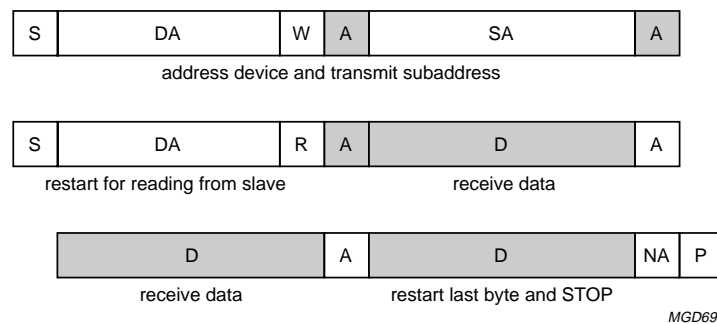 S DA W A SA A
address device and transmit subaddress
S DA R A D A
restart for reading from slave receive data
D A D NA P
receive data restart last byte and STOP
MGD69